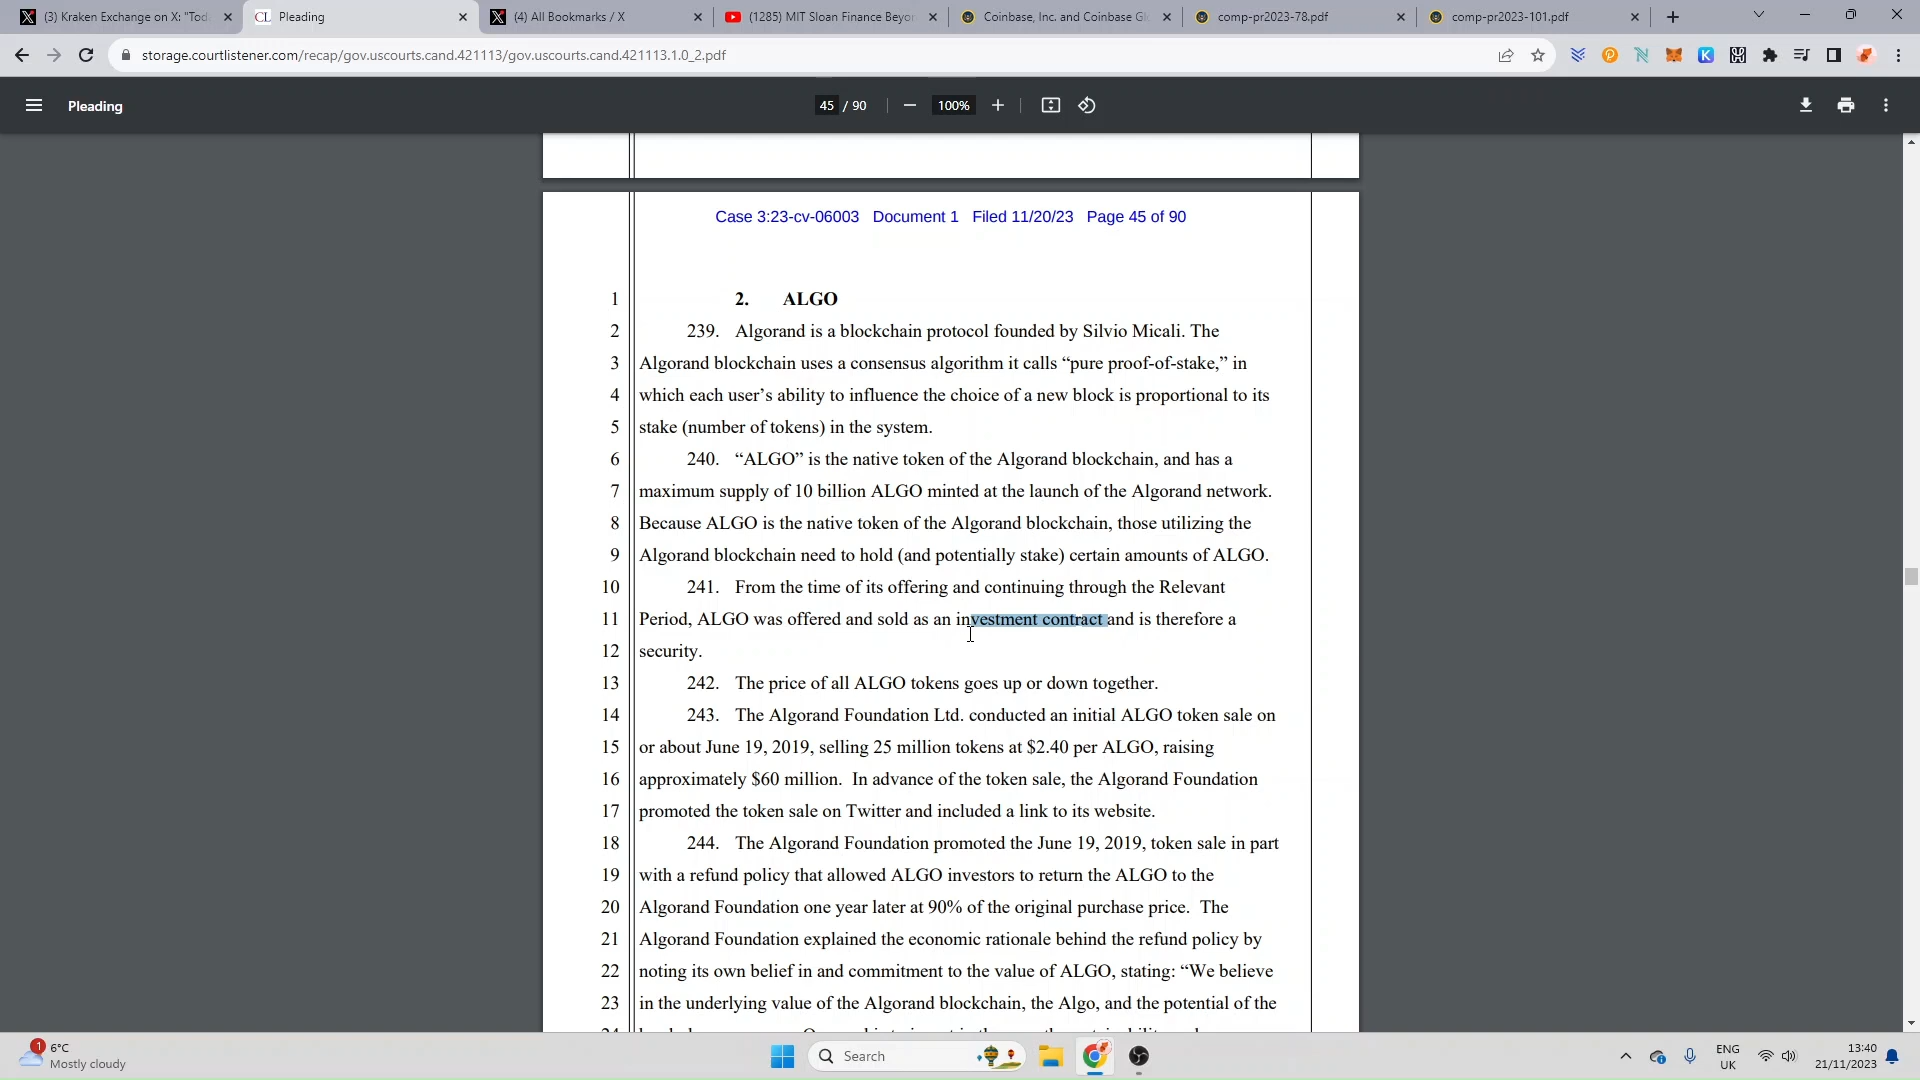 (3) Kraken Exchange on X: "Tod
CL Pleading
(4) All Bookmarks / X
(1285) MIT Sloan Finance Beyor
Coinbase, Inc. and Coinbase Gl
comp-pr2023-78.pdf
comp-pr2023-101.pdf
storage.courtlistener.com/recap/gov.uscourts.cand.421113/gov.uscourts.cand.421113.1.0_2.pdf
Pleading
45 / 90
100%
Case 3:23-cv-06003 Document 1 Filed 11/20/23 Page 45 of 90
1 2. ALGO
2 239. Algorand is a blockchain protocol founded by Silvio Micali. The
3 Algorand blockchain uses a consensus algorithm it calls “pure proof-of-stake,” in
4 which each user’s ability to influence the choice of a new block is proportional to its
5 stake (number of tokens) in the system.
6 240. “ALGO” is the native token of the Algorand blockchain, and has a
7 maximum supply of 10 billion ALGO minted at the launch of the Algorand network.
8 Because ALGO is the native token of the Algorand blockchain, those utilizing the
9 Algorand blockchain need to hold (and potentially stake) certain amounts of ALGO.
10 241. From the time of its offering and continuing through the Relevant
11 Period, ALGO was offered and sold as an investment contract and is therefore a
12 security.
13 242. The price of all ALGO tokens goes up or down together.
14 243. The Algorand Foundation Ltd. conducted an initial ALGO token sale on
15 or about June 19, 2019, selling 25 million tokens at $2.40 per ALGO, raising
16 approximately $60 million. In advance of the token sale, the Algorand Foundation
17 promoted the token sale on Twitter and included a link to its website.
18 244. The Algorand Foundation promoted the June 19, 2019, token sale in part
19 with a refund policy that allowed ALGO investors to return the ALGO to the
20 Algorand Foundation one year later at 90% of the original purchase price. The
21 Algorand Foundation explained the economic rationale behind the refund policy by
22 noting its own belief in and commitment to the value of ALGO, stating: “We believe
23 in the underlying value of the Algorand blockchain, the Algo, and the potential of the
1
6°C
Mostly cloudy
Search
ENG
UK
13:40
21/11/2023